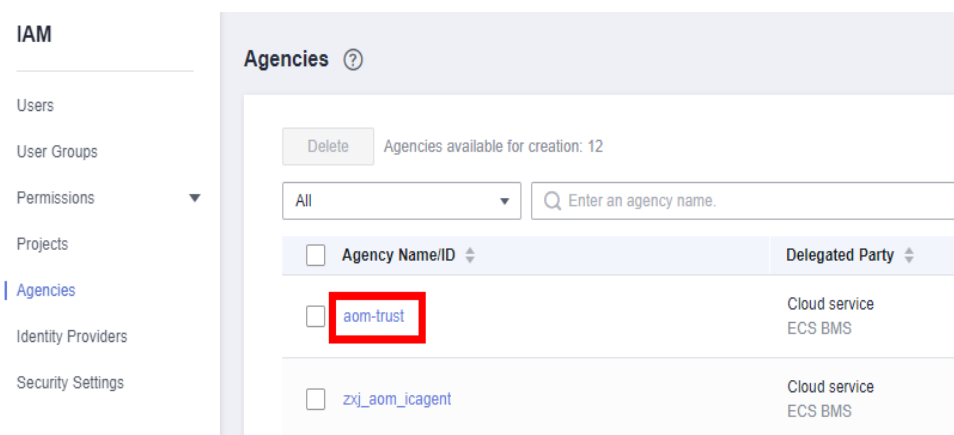 IAM
Users
User Groups
Permissions
Projects
Agencies
Identity Providers
Security Settings
Agencies ?
Delete Agencies available for creation: 12
All Enter an agency name.
Agency Name/ID Delegated Party
aom-trust Cloud service
ECS BMS
zxj_aom_icagent Cloud service
ECS BMS